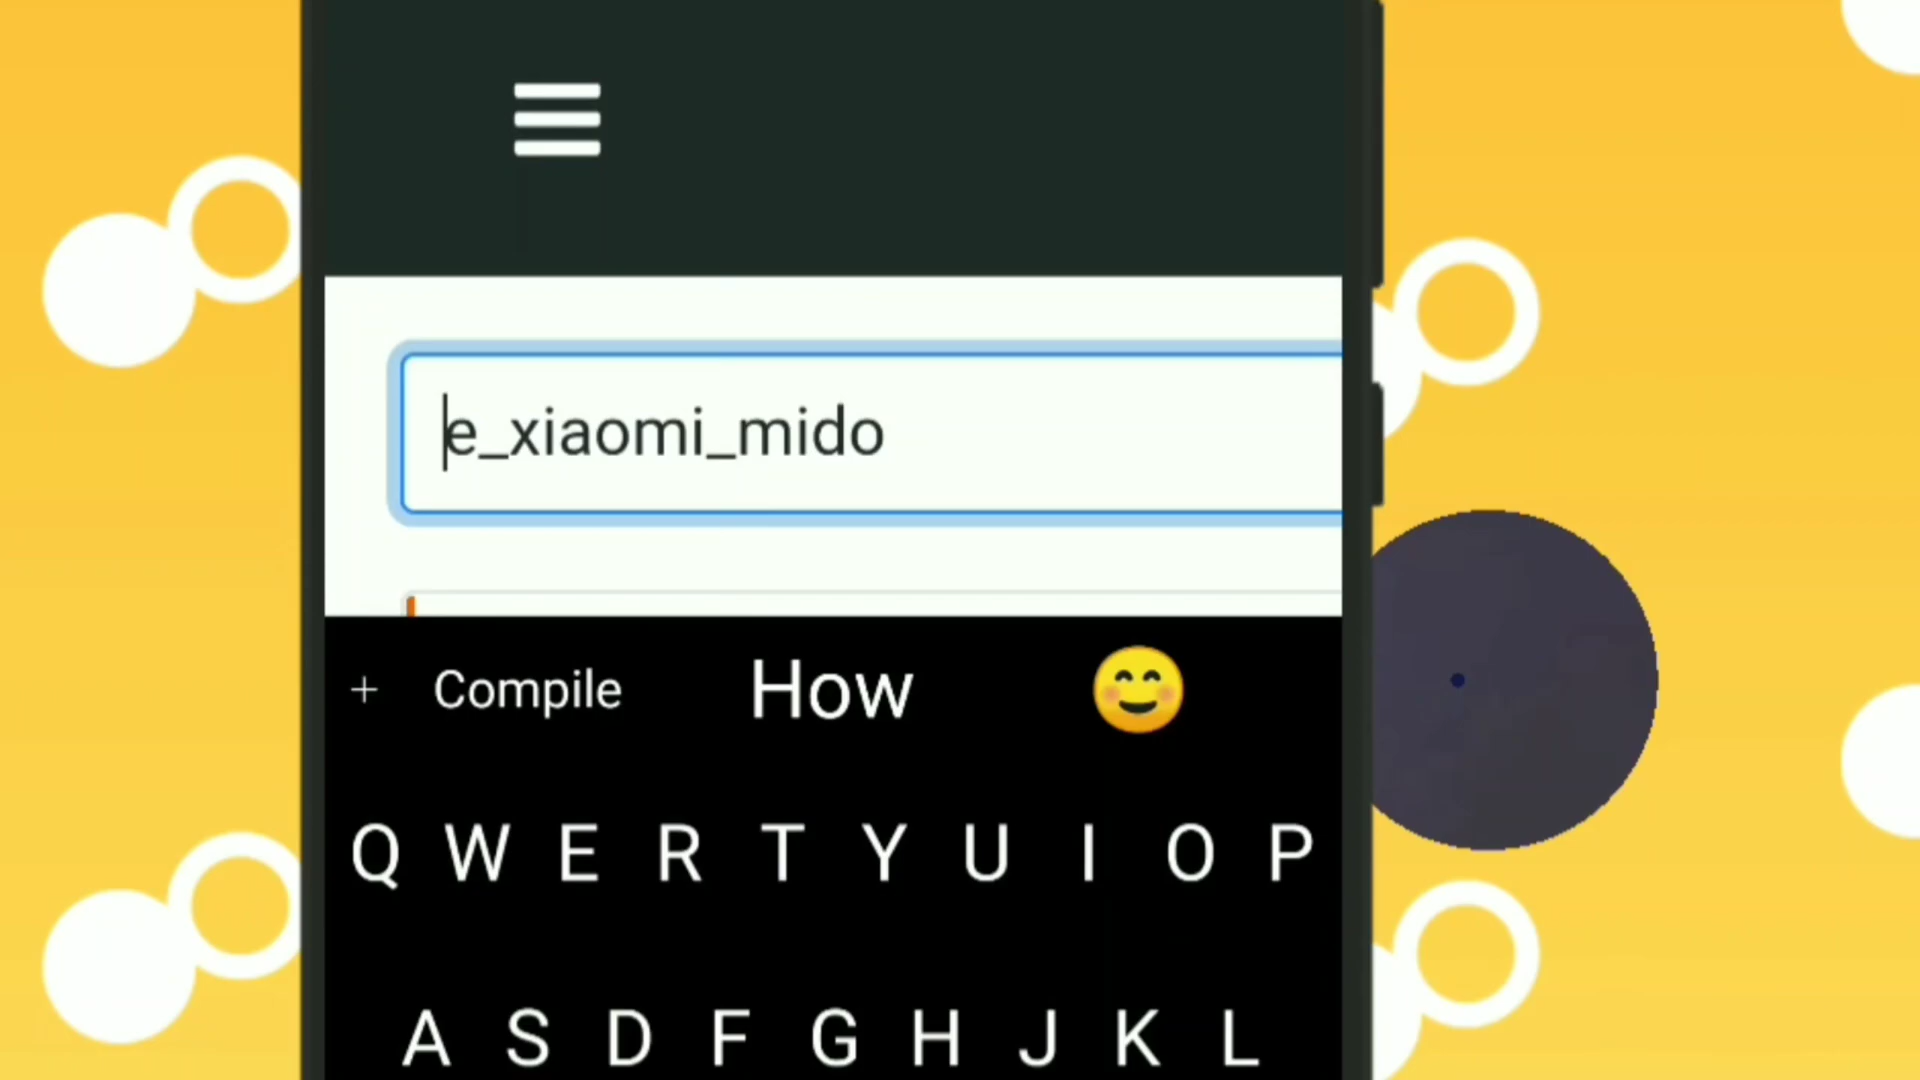 e_xiaomi_mido
+ Compile How 😊
Q W E R T Y U I O P
A S D F G H J K L